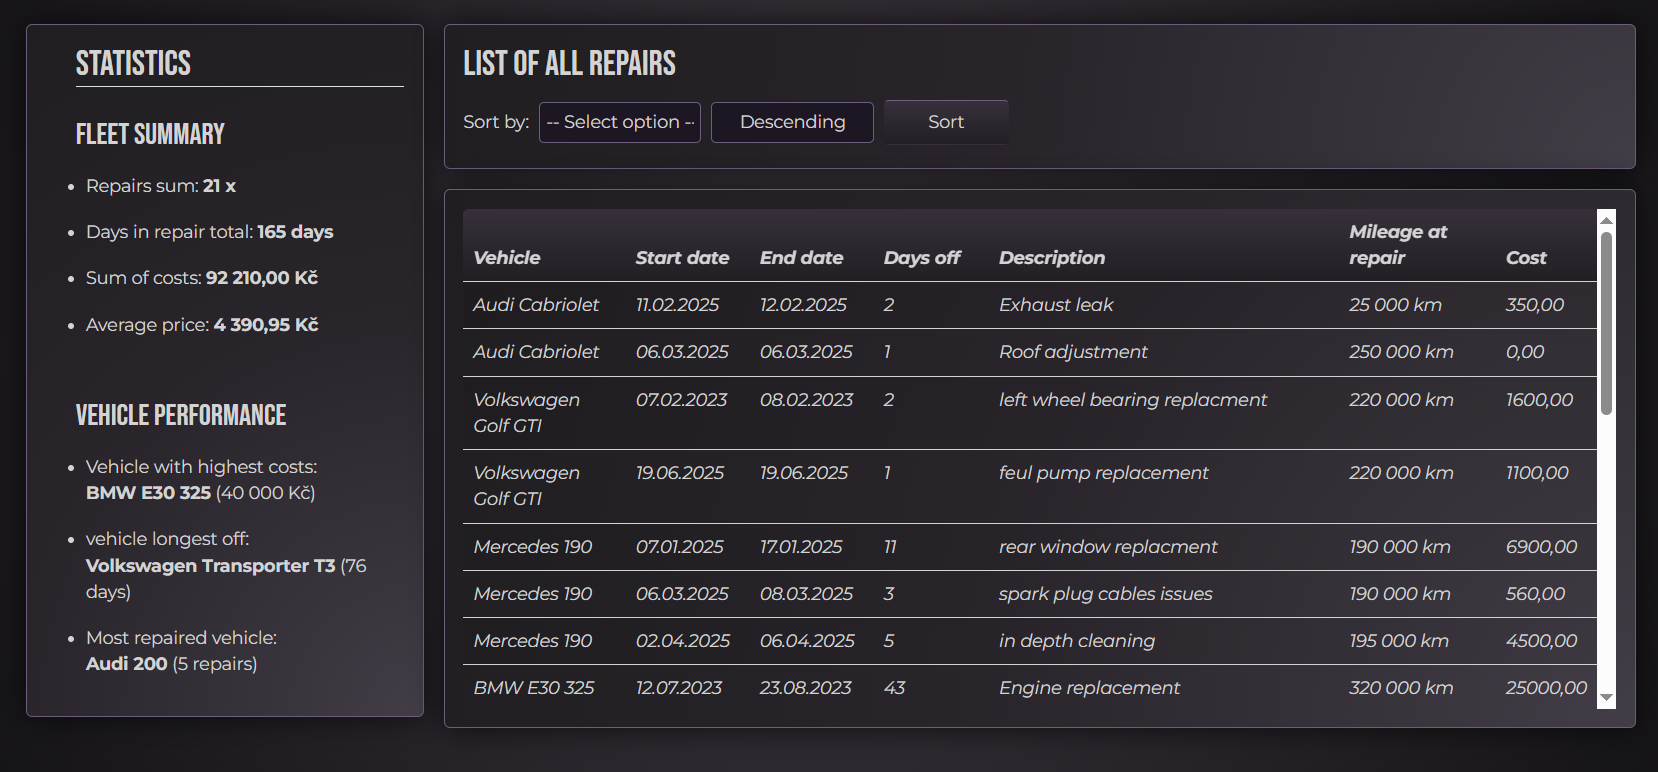 STATISTICS
FLEET SUMMARY
Repairs sum: 21 x
Days in repair total: 165 days
Sum of costs: 92 210,00 Kč
Average price: 4 390,95 Kč
VEHICLE PERFORMANCE
Vehicle with highest costs:
BMW E30 325 (40 000 Kč)
vehicle longest off:
Volkswagen Transporter T3 (76
days)
Most repaired vehicle:
Audi 200 (5 repairs)
LIST OF ALL REPAIRS
Sort by: -- Select option -- Descending Sort
Vehicle Start date End date Days off Description Mileage at repair Cost
Audi Cabriolet 11.02.2025 12.02.2025 2 Exhaust leak 25 000 km 350,00
Audi Cabriolet 06.03.2025 06.03.2025 1 Roof adjustment 250 000 km 0,00
Volkswagen Golf GTI 07.02.2023 08.02.2023 2 left wheel bearing replacment 220 000 km 1600,00
Volkswagen Golf GTI 19.06.2025 19.06.2025 1 feul pump replacement 220 000 km 1100,00
Mercedes 190 07.01.2025 17.01.2025 11 rear window replacment 190 000 km 6900,00
Mercedes 190 06.03.2025 08.03.2025 3 spark plug cables issues 190 000 km 560,00
Mercedes 190 02.04.2025 06.04.2025 5 in depth cleaning 195 000 km 4500,00
BMW E30 325 12.07.2023 23.08.2023 43 Engine replacement 320 000 km 25000,00